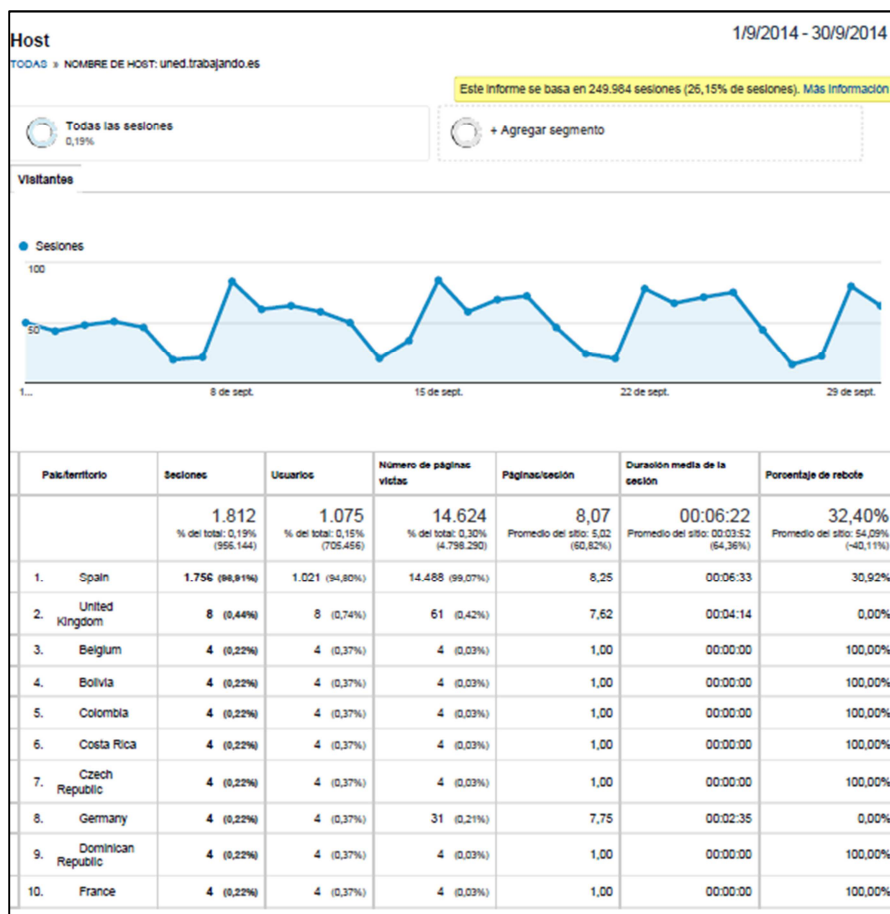 Host
1/9/2014 - 30/9/2014
TODAS » NOMBRE DE HOST: uned.trabajando.es
Este informe se basa en 249.984 sesiones (26,15% de sesiones). Más información
Todas las sesiones
0,19%
+ Agregar segmento
Visitantes
Sesiones
100
50
1... 8 de sept. 15 de sept. 22 de sept. 29 de sept.
País/territorio Sesiones Usuarios Número de páginas vistas Páginas/sesión Duración media de la sesión Porcentaje de rebote
1.812 1.075 14.624 8,07 00:06:22 32,40%
% del total: 0,19% % del total: 0,15% % del total: 0,30% Promedio del sitio: 5,02 Promedio del sitio: 00:03:52 Promedio del sitio: 54,09%
(956.144) (705.456) (4.798.290) (60,82%) (64,36%) (-40,11%)
1. Spain 1.756 (96,91%) 1.021 (94,80%) 14.488 (99,07%) 8,25 00:06:33 30,92%
2. United Kingdom 8 (0,44%) 8 (0,74%) 61 (0,42%) 7,62 00:04:14 0,00%
3. Belgium 4 (0,22%) 4 (0,37%) 4 (0,03%) 1,00 00:00:00 100,00%
4. Bolivia 4 (0,22%) 4 (0,37%) 4 (0,03%) 1,00 00:00:00 100,00%
5. Colombia 4 (0,22%) 4 (0,37%) 4 (0,03%) 1,00 00:00:00 100,00%
6. Costa Rica 4 (0,22%) 4 (0,37%) 4 (0,03%) 1,00 00:00:00 100,00%
7. Czech Republic 4 (0,22%) 4 (0,37%) 4 (0,03%) 1,00 00:00:00 100,00%
8. Germany 4 (0,22%) 4 (0,37%) 31 (0,21%) 7,75 00:02:35 0,00%
9. Dominican Republic 4 (0,22%) 4 (0,37%) 4 (0,03%) 1,00 00:00:00 100,00%
10. France 4 (0,22%) 4 (0,37%) 4 (0,03%) 1,00 00:00:00 100,00%